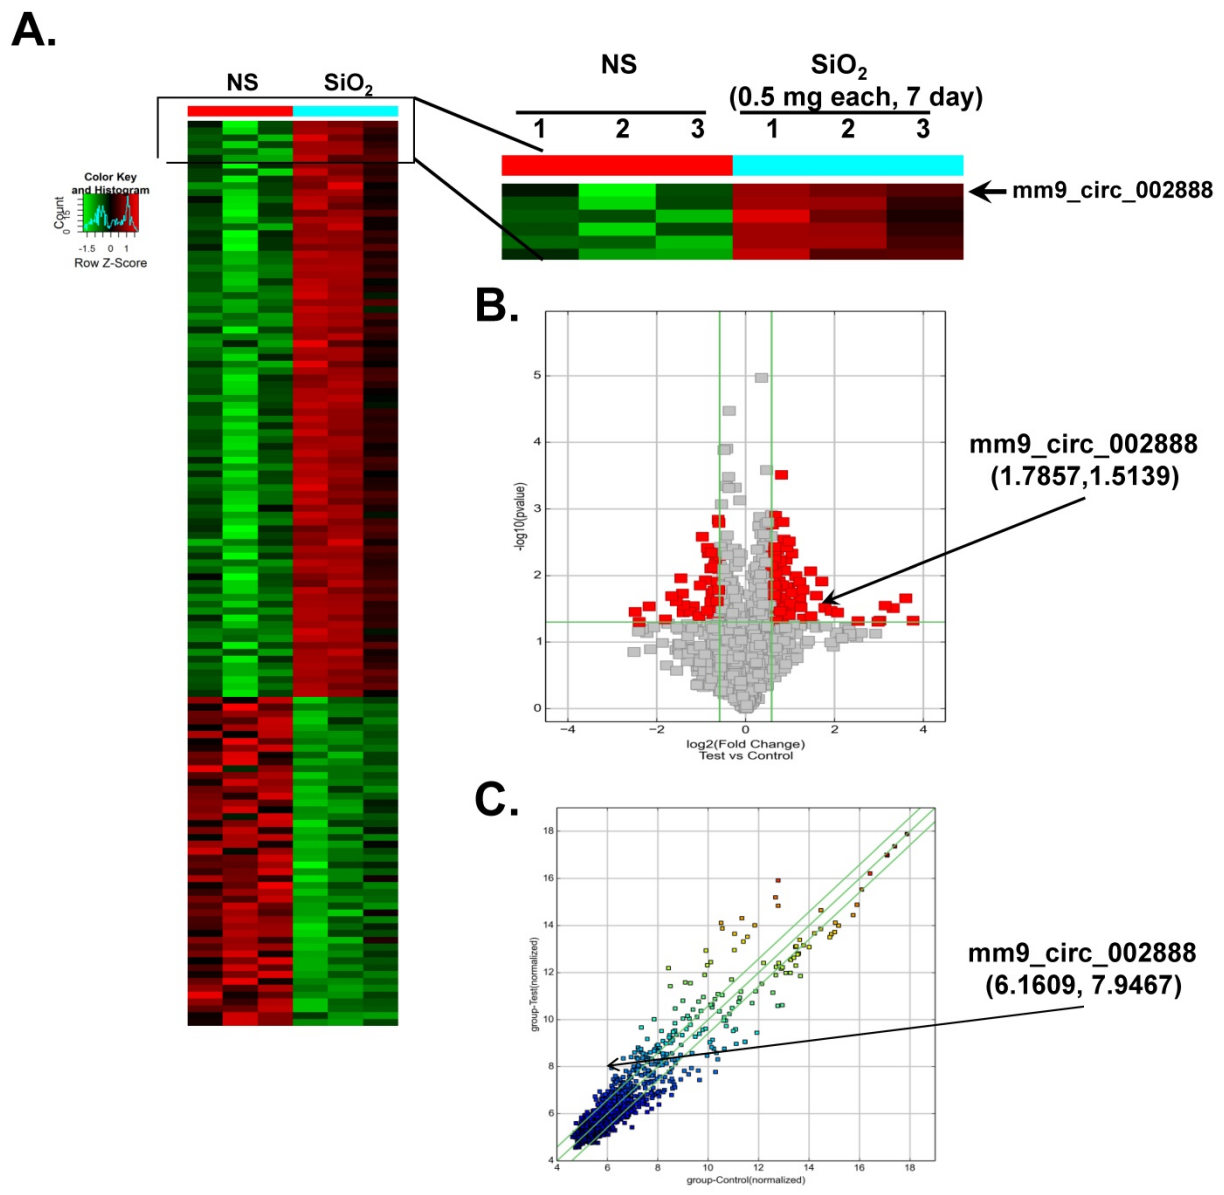 A.
NS SiO2
Color Key
and Histogram
Count
0 15
-1.5 0 1
Row Z-Score
NS SiO2
(0.5 mg each, 7 day)
1 2 3 1 2 3
mm9_circ_002888
B.
5
4
3
2
1
0
-log10(pvalue)
−4 −2 0 2 4
log2(Fold Change)
Test vs Control
mm9_circ_002888
(1.7857,1.5139)
C.
18
16
14
12
10
8
6
4
group-Test(normalized)
4 6 8 10 12 14 16 18
group-Control(normalized)
mm9_circ_002888
(6.1609, 7.9467)